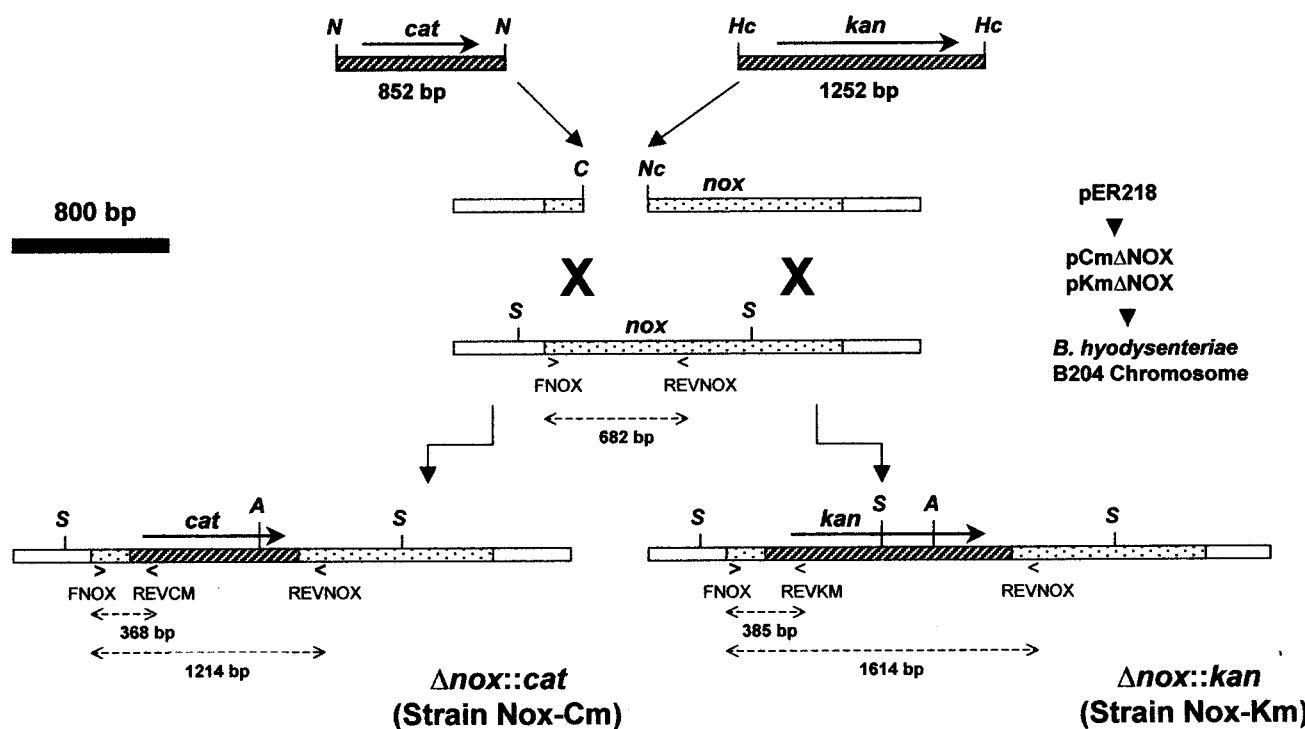 N cat N
852 bp
Hc kan Hc
1252 bp
C Nc nox
800 bp
pER218
X X
pCmΔNOX
pKmΔNOX
S nox S
B. hyodysenteriae
B204 Chromosome
> <
FNOX REVNOX
682 bp
S cat A S
> < <
FNOX REVCM REVNOX
368 bp
1214 bp
Δnox::cat
(Strain Nox-Cm)
S kan S A S
> < <
FNOX REVKM REVNOX
385 bp
1614 bp
Δnox::kan
(Strain Nox-Km)